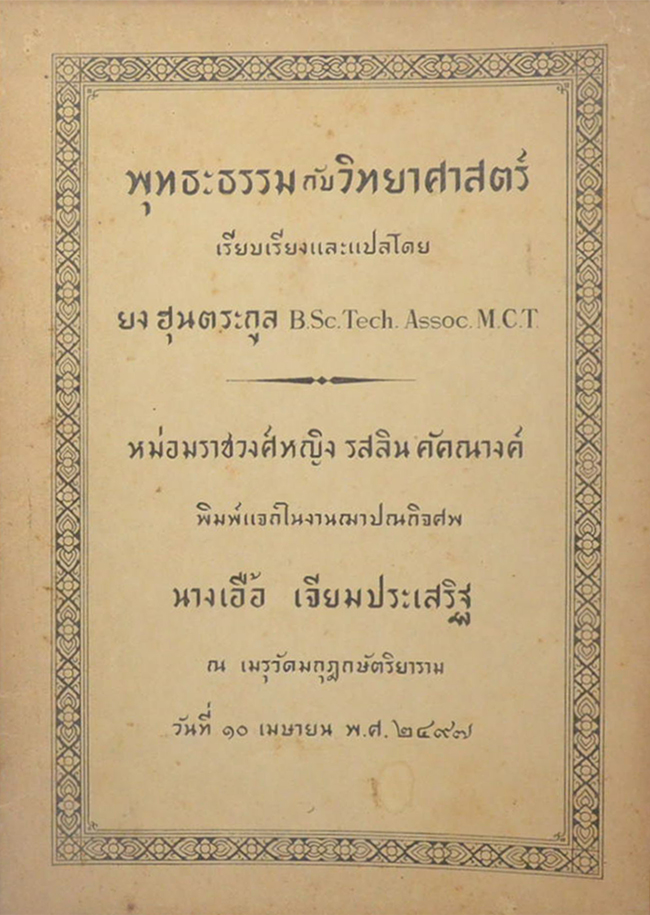 พุทธะธรรม กับ วิทยาศาสตร์
เรียบเรียงและแปลโดย
ยง ฮุนตระกูล B.Sc.Tech. Assoc. M.C.T.
หม่อมราชวงศ์หญิง รสลิน คัคณางค์
พิมพ์แจกในงานฌาปณกิจศพ
นางเอื้อ เจียมประเสริฐ
ณ เมรุวัดมกุฎกษัตริยาราม
วันที่ ๑๐ เมษายน พ.ศ. ๒๔๙๗